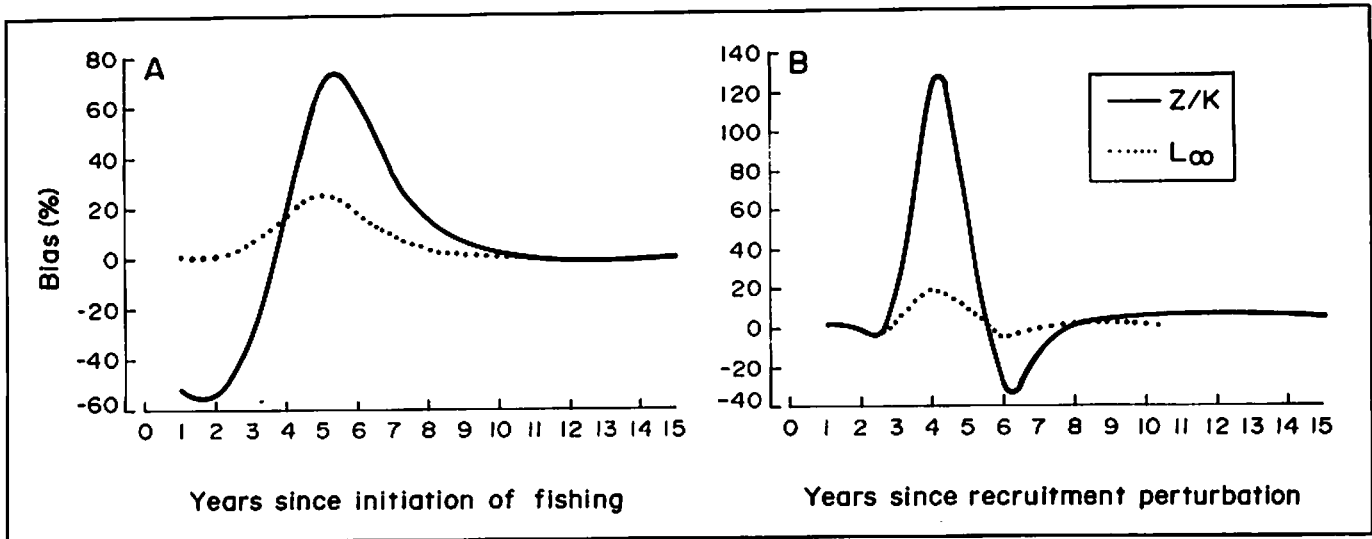 A
80
60
40
20
0
-20
-40
-60
Bias (%)
0 1 2 3 4 5 6 7 8 9 10 11 12 13 14 15
Years since initiation of fishing
B
140
120
100
80
60
40
20
0
-20
-40
0 1 2 3 4 5 6 7 8 9 10 11 12 13 14 15
Years since recruitment perturbation
Z/K
L∞